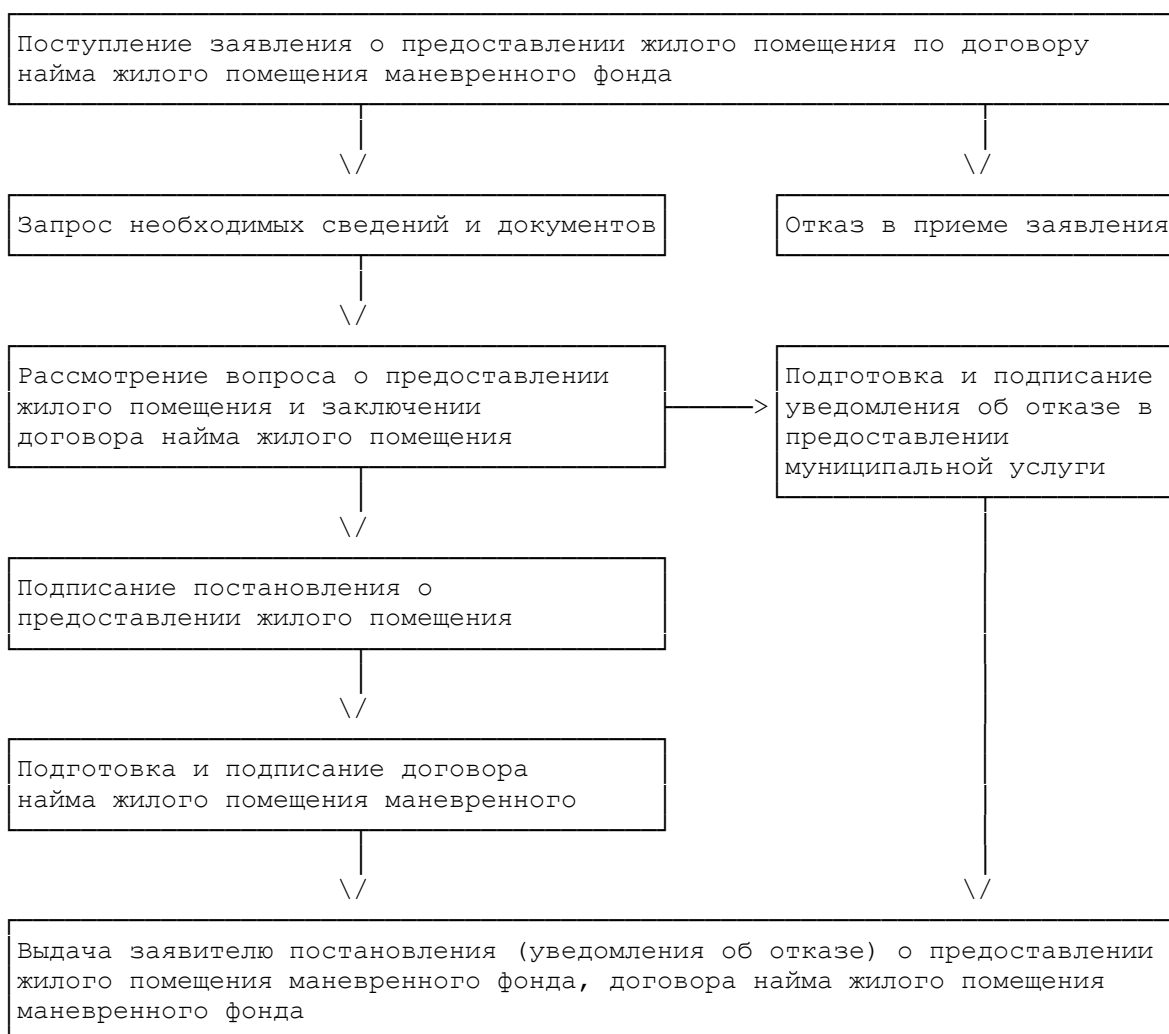 Поступление заявления о предоставлении жилого помещения по договору
найма жилого помещения маневренного фонда
Запрос необходимых сведений и документов
Отказ в приеме заявления
Рассмотрение вопроса о предоставлении
жилого помещения и заключении
договора найма жилого помещения
Подготовка и подписание
уведомления об отказе в
предоставлении
муниципальной услуги
Подписание постановления о
предоставлении жилого помещения
Подготовка и подписание договора
найма жилого помещения маневренного
Выдача заявителю постановления (уведомления об отказе) о предоставлении
жилого помещения маневренного фонда, договора найма жилого помещения
маневренного фонда